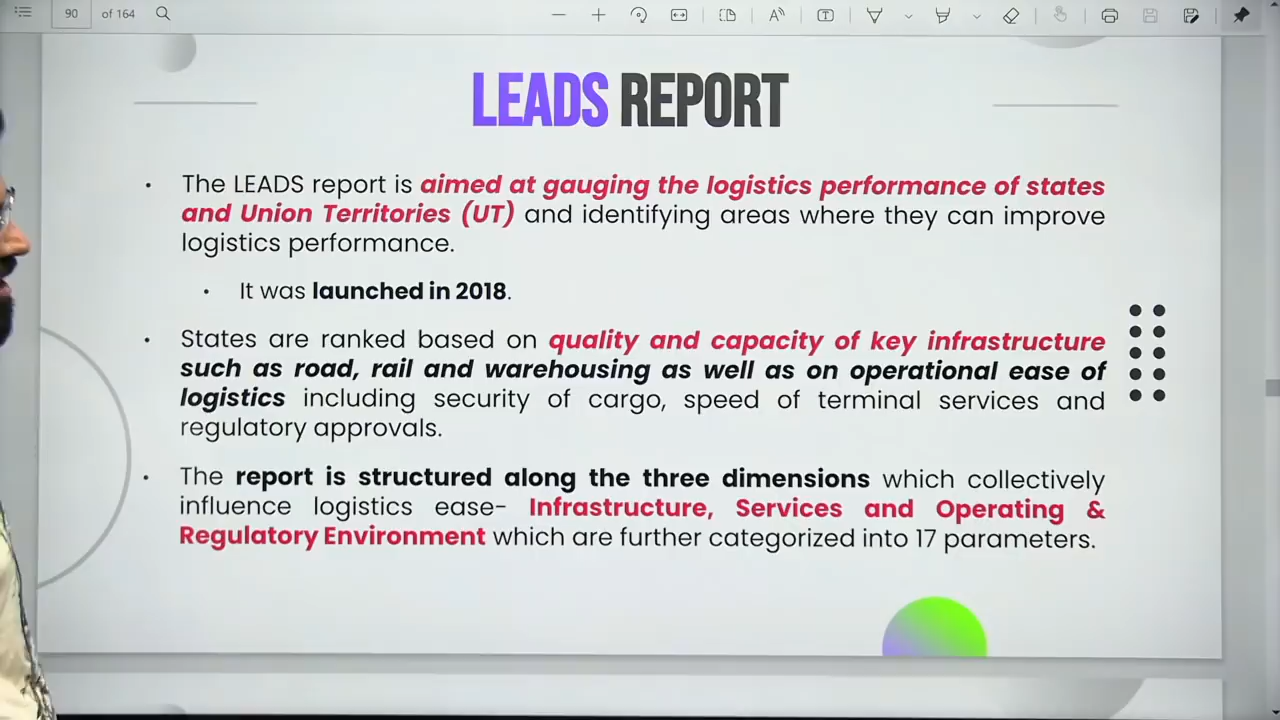 90 of 164
LEADS REPORT
• The LEADS report is aimed at gauging the logistics performance of states
and Union Territories (UT) and identifying areas where they can improve
logistics performance.
• It was launched in 2018.
• States are ranked based on quality and capacity of key infrastructure
such as road, rail and warehousing as well as on operational ease of
logistics including security of cargo, speed of terminal services and
regulatory approvals.
• The report is structured along the three dimensions which collectively
influence logistics ease- Infrastructure, Services and Operating &
Regulatory Environment which are further categorized into 17 parameters.